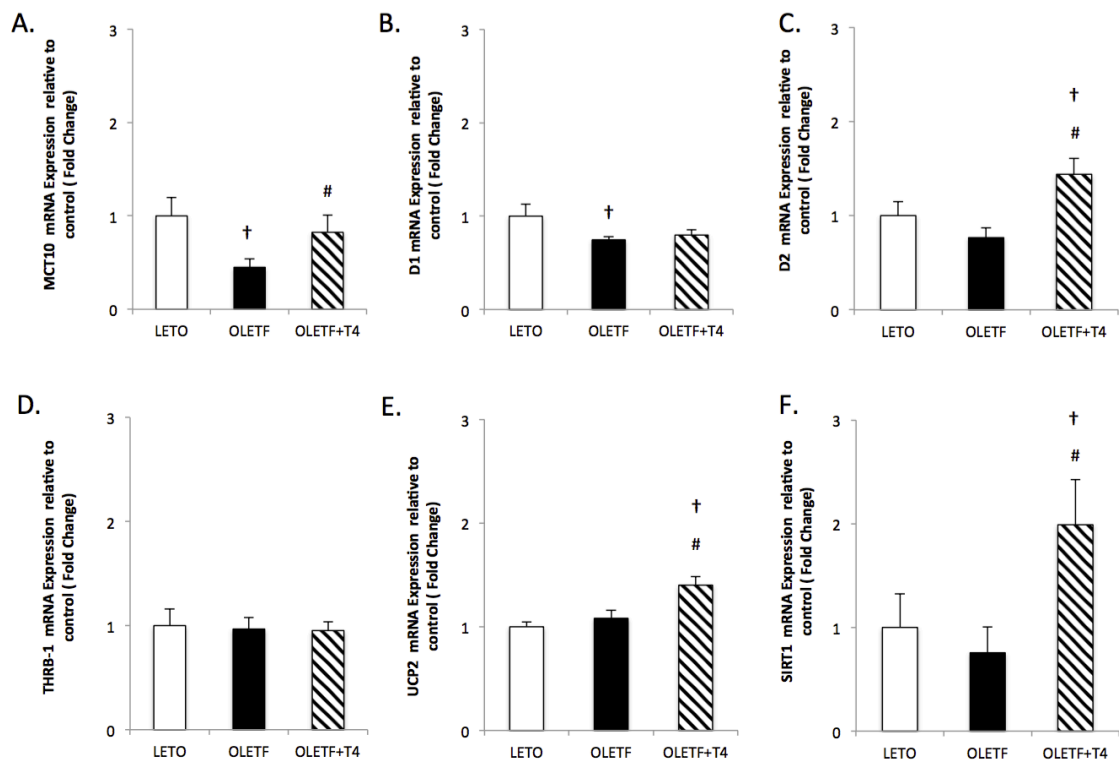 A.
MCT10 mRNA Expression relative to
control ( Fold Change)
3
2
1
0
†
#
LETO
OLETF
OLETF+T4
B.
D1 mRNA Expression relative to
control ( Fold Change)
3
2
1
0
†
LETO
OLETF
OLETF+T4
C.
D2 mRNA Expression relative to
control ( Fold Change)
3
2
1
0
†
#
LETO
OLETF
OLETF+T4
D.
THRB-1 mRNA Expression relative to
control ( Fold Change)
3
2
1
0
LETO
OLETF
OLETF+T4
E.
UCP2 mRNA Expression relative to
control ( Fold Change)
3
2
1
0
†
#
LETO
OLETF
OLETF+T4
F.
SIRT1 mRNA Expression relative to
control ( Fold Change)
3
2
1
0
†
#
LETO
OLETF
OLETF+T4